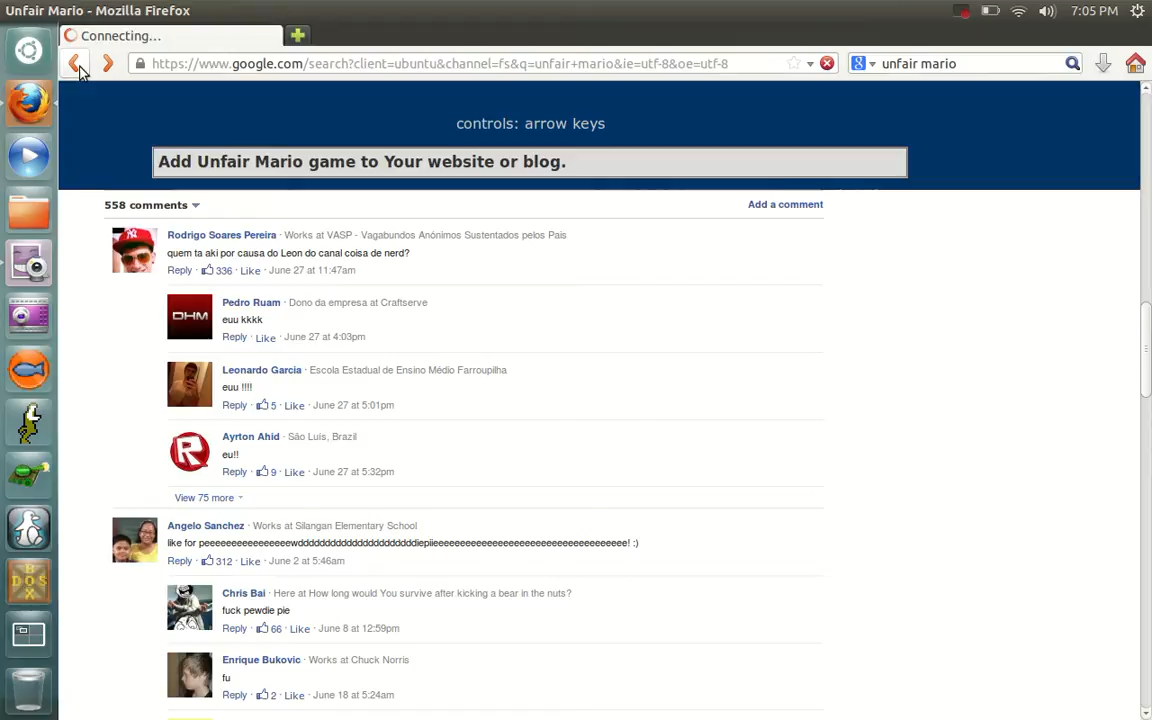 Unfair Mario - Mozilla Firefox
7:05 PM
Connecting...
https://www.google.com/search?client=ubuntu&channel=fs&q=unfair+mario&ie=utf-8&oe=utf-8
unfair mario
controls: arrow keys
Add Unfair Mario game to Your website or blog.
558 comments
Add a comment
Rodrigo Soares Pereira · Works at VASP - Vagabundos Anónimos Sustentados pelos Pais
quem ta aki por causa do Leon do canal coisa de nerd?
Reply · 336 · Like · June 27 at 11:47am
DHM
Pedro Ruam · Dono da empresa at Craftserve
euu kkkk
Reply · Like · June 27 at 4:03pm
Leonardo Garcia · Escola Estadual de Ensino Médio Farroupilha
euu !!!!
Reply · 5 · Like · June 27 at 5:01pm
R
Ayrton Ahid · São Luís, Brazil
eu!!
Reply · 9 · Like · June 27 at 5:32pm
View 75 more
Angelo Sanchez · Works at Silangan Elementary School
Reply · 312 · Like · June 2 at 5:46am
Chris Bai · Here at How long would You survive after kicking a bear in the nuts?
fuck pewdie pie
Reply · 66 · Like · June 8 at 12:59pm
Enrique Bukovic · Works at Chuck Norris
fu
Reply · 2 · Like · June 18 at 5:24am
DOS
BOX